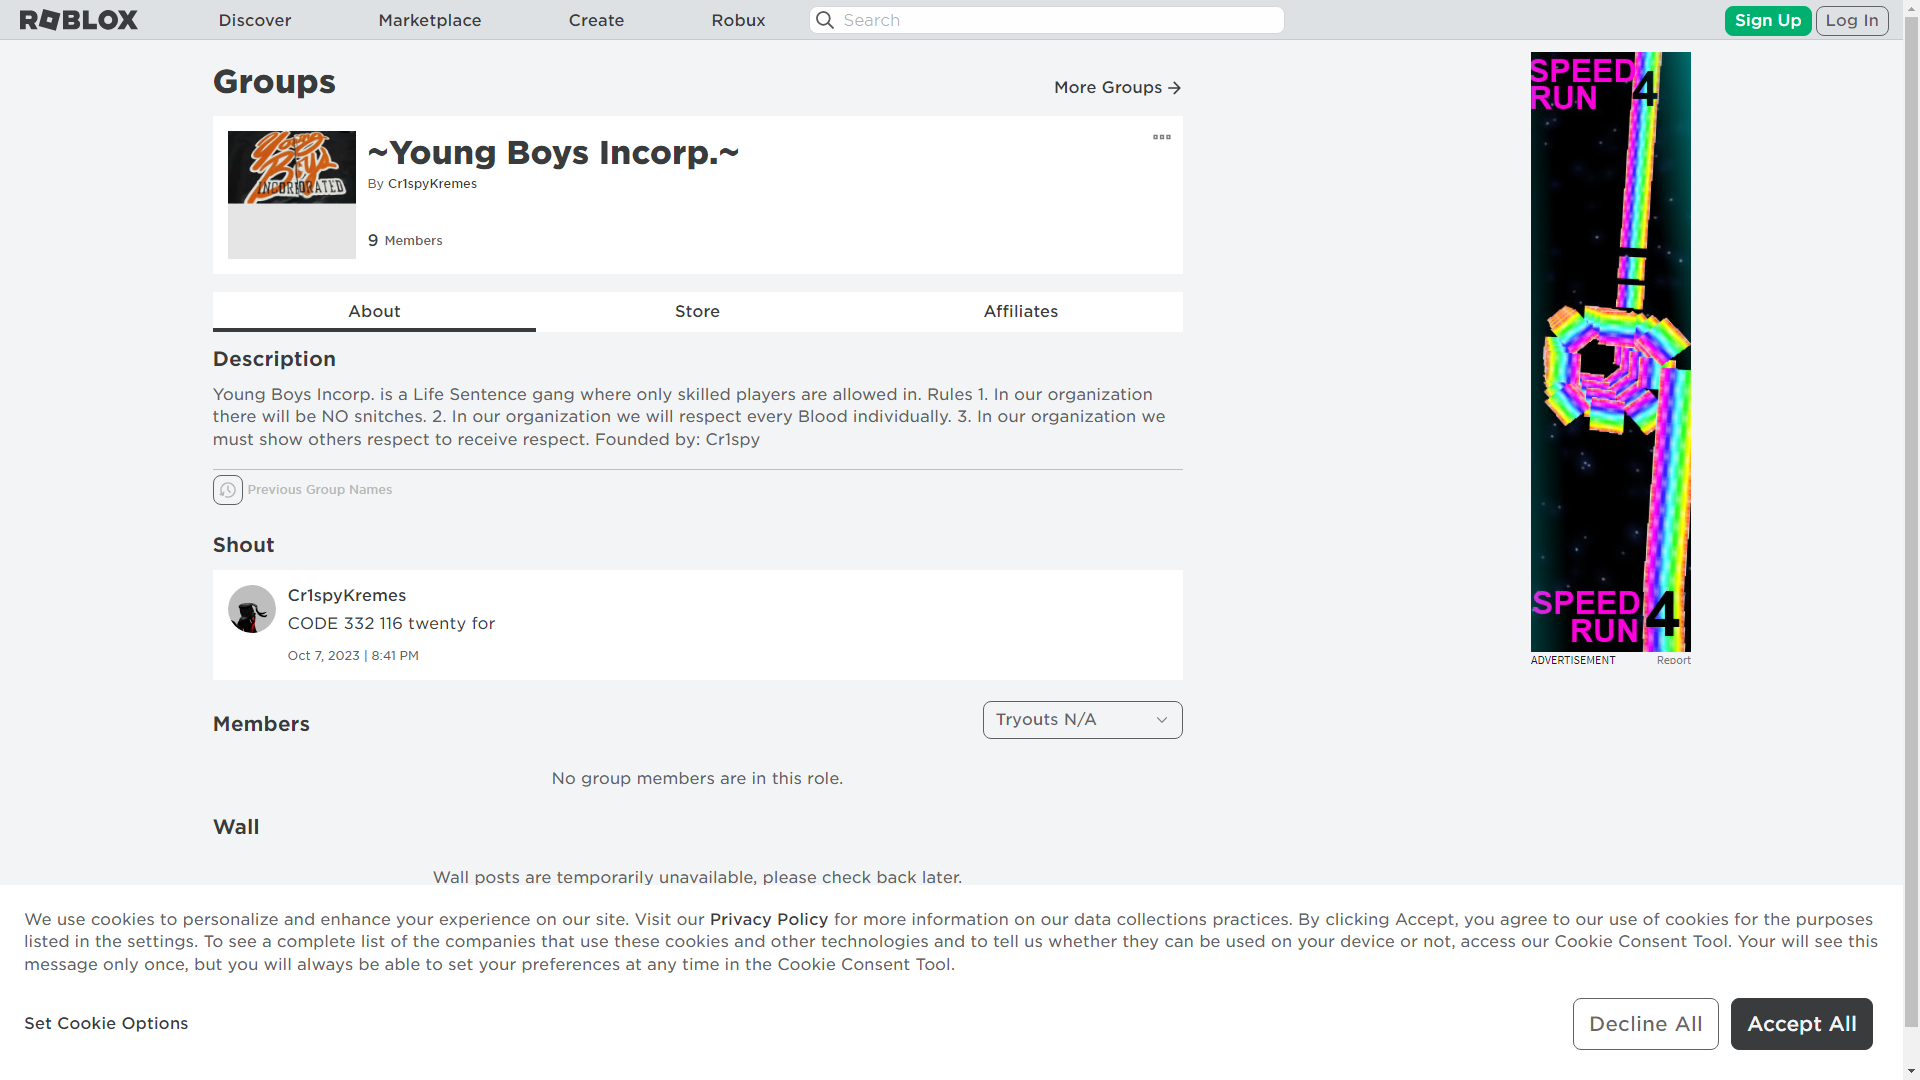 ROBLOX
Discover
Marketplace
Create
Robux
Search
Sign Up
Log In
Groups
More Groups
Young Boys
INCORPORATED
~Young Boys Incorp.~
By Cr1spyKremes
9 Members
About
Store
Affiliates
Description
Young Boys Incorp. is a Life Sentence gang where only skilled players are allowed in. Rules 1. In our organization
there will be NO snitches. 2. In our organization we will respect every Blood individually. 3. In our organization we
must show others respect to receive respect. Founded by: Cr1spy
Previous Group Names
Shout
Cr1spyKremes
CODE 332 116 twenty for
Oct 7, 2023 | 8:41 PM
Members
Tryouts N/A
No group members are in this role.
Wall
Wall posts are temporarily unavailable, please check back later.
SPEED
RUN 4
SPEED
RUN 4
ADVERTISEMENT
Report
We use cookies to personalize and enhance your experience on our site. Visit our Privacy Policy for more information on our data collections practices. By clicking Accept, you agree to our use of cookies for the purposes
listed in the settings. To see a complete list of the companies that use these cookies and other technologies and to tell us whether they can be used on your device or not, access our Cookie Consent Tool. Your will see this
message only once, but you will always be able to set your preferences at any time in the Cookie Consent Tool.
Set Cookie Options
Decline All
Accept All